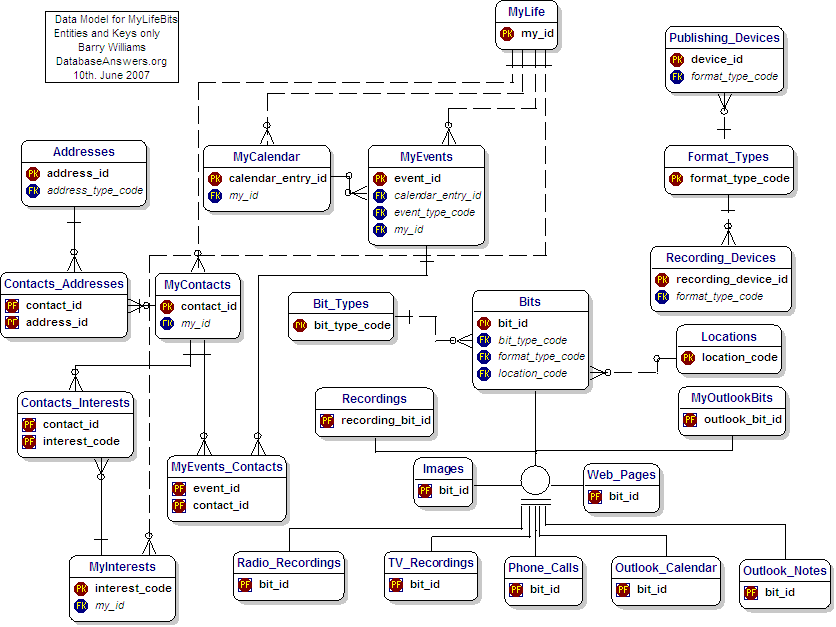 Data Model for MyLifeBits
Entities and Keys only
Barry Williams
DatabaseAnswers.org
10th. June 2007
MyLife
PK my_id
Publishing_Devices
PK device_id
FK format_type_code
Addresses
PK address_id
FK address_type_code
MyCalendar
PK calendar_entry_id
FK my_id
MyEvents
PK event_id
FK calendar_entry_id
FK event_type_code
FK my_id
Format_Types
PK format_type_code
Recording_Devices
PK recording_device_id
FK format_type_code
Contacts_Addresses
PF contact_id
PF address_id
MyContacts
PK contact_id
FK my_id
Bit_Types
PK bit_type_code
Bits
PK bit_id
FK bit_type_code
FK format_type_code
FK location_code
Locations
PK location_code
Contacts_Interests
PF contact_id
PF interest_code
Recordings
PF recording_bit_id
MyOutlookBits
PF outlook_bit_id
MyEvents_Contacts
PF event_id
PF contact_id
Images
PF bit_id
Web_Pages
PF bit_id
MyInterests
PK interest_code
FK my_id
Radio_Recordings
PF bit_id
TV_Recordings
PF bit_id
Phone_Calls
PF bit_id
Outlook_Calendar
PF bit_id
Outlook_Notes
PF bit_id